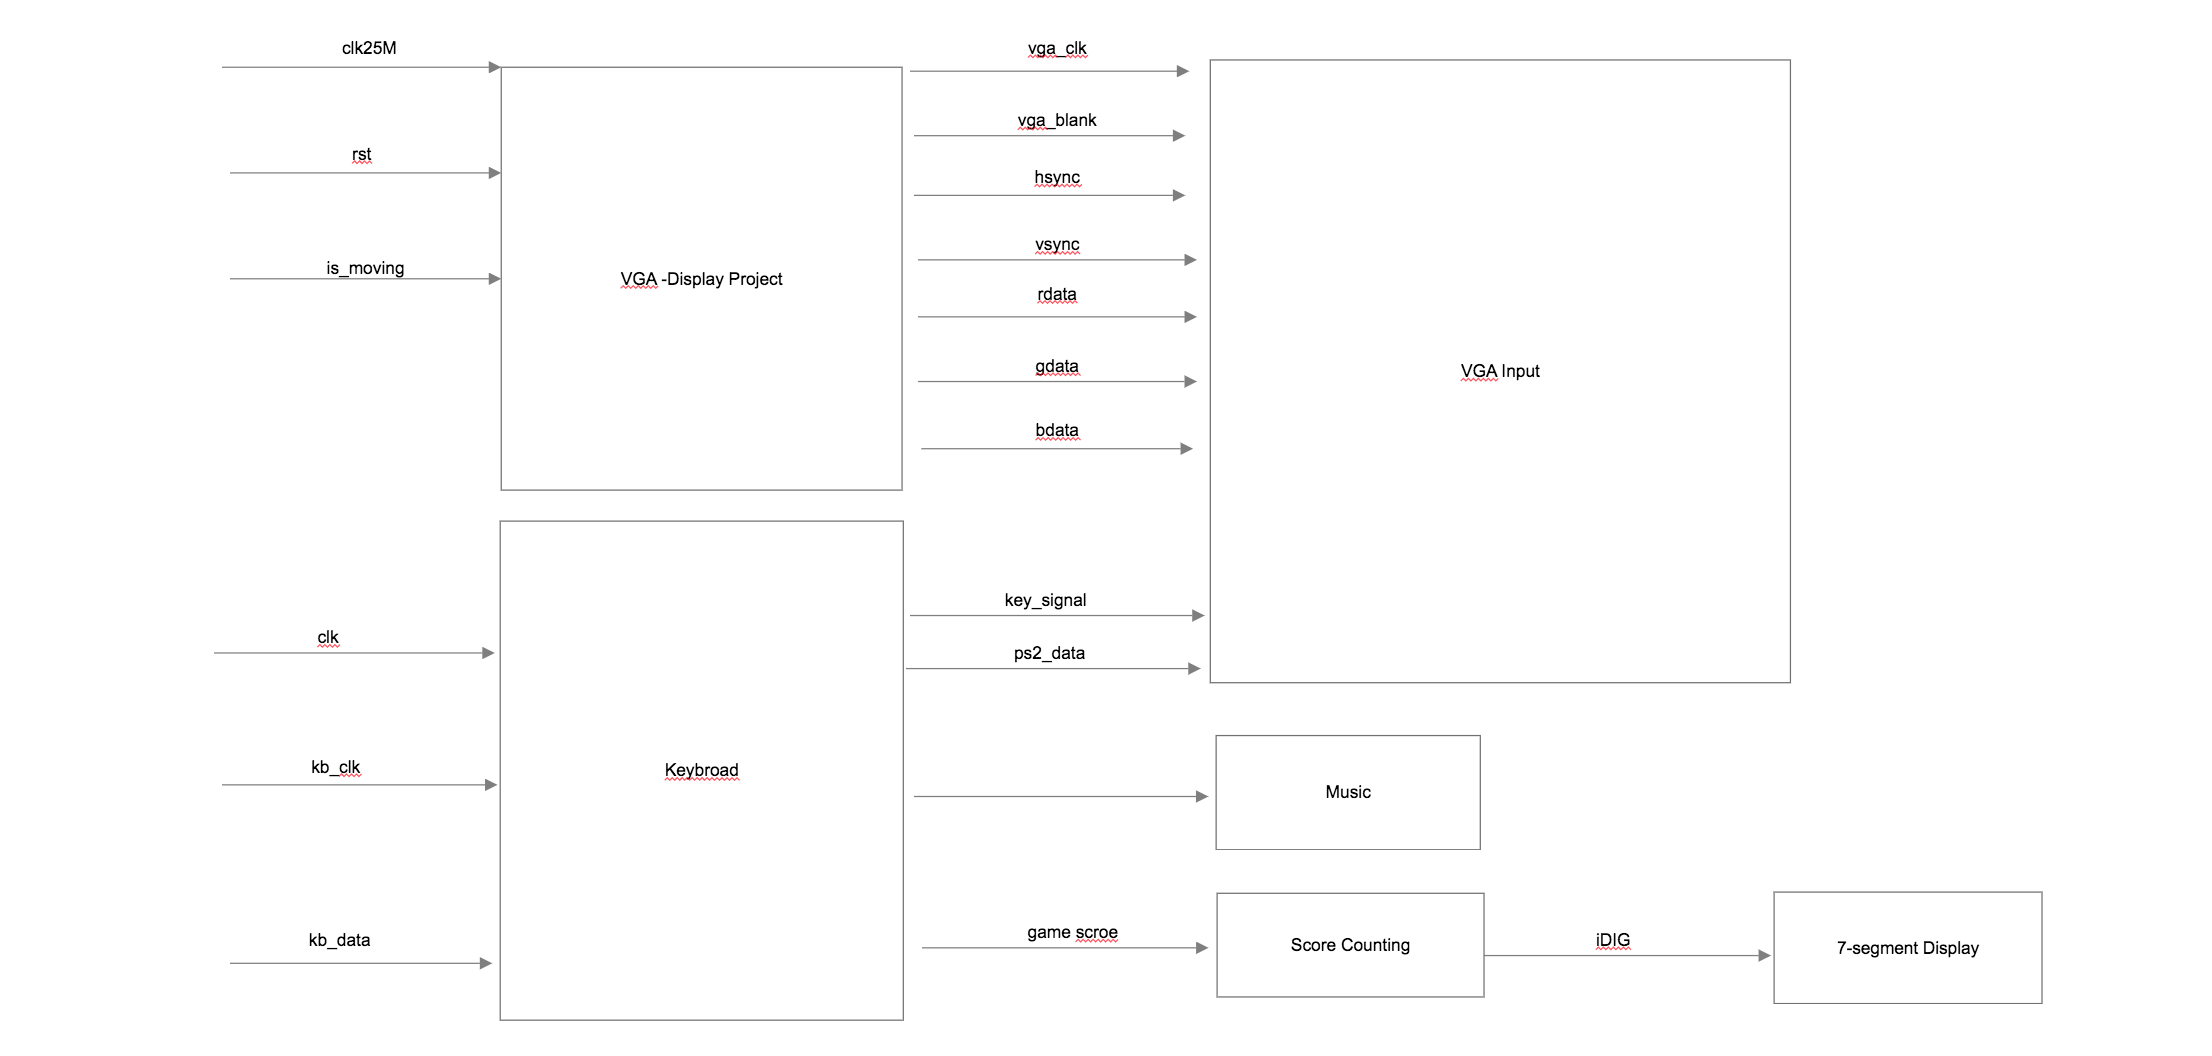 clk25M
vga_clk
vga_blank
rst
hsync
vsync
is_moving
VGA -Display Project
rdata
gdata
VGA Input
bdata
key_signal
clk
ps2_data
kb_clk
Keybroad
Music
kb_data
game scroe
Score Counting
iDIG
7-segment Display